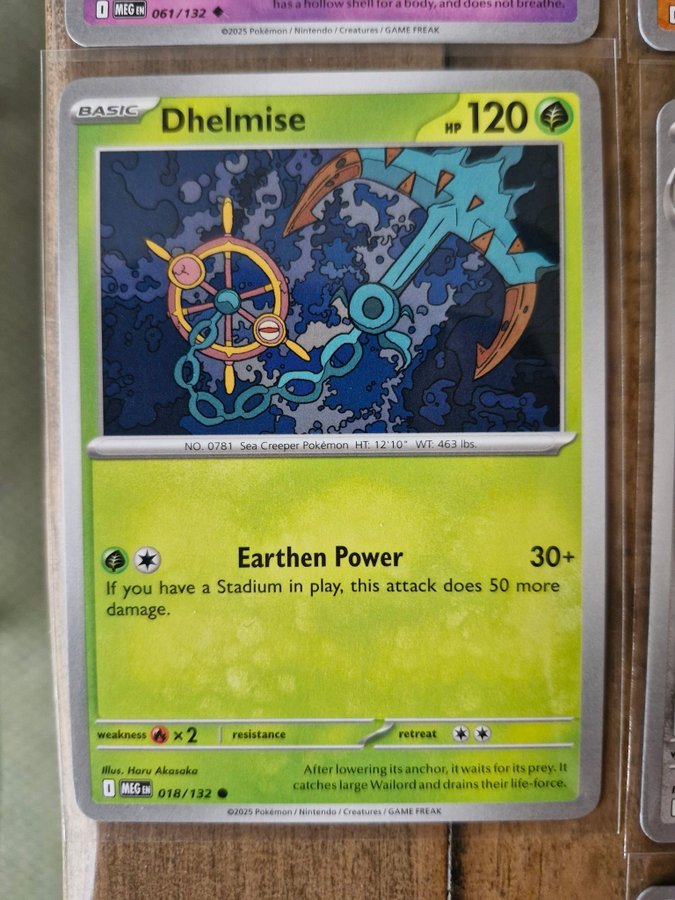 has a hollow shell for a body, and does not breathe.
I MEG EN 061/132
©2025 Pokémon / Nintendo / Creatures / GAME FREAK
BASIC Dhelmise HP 120
NO. 0781 Sea Creeper Pokémon HT: 12'10" WT: 463 lbs.
Earthen Power 30+
If you have a Stadium in play, this attack does 50 more
damage.
weakness ×2 resistance retreat
Illus. Haru Akasaka
After lowering its anchor, it waits for its prey. It
catches large Wailord and drains their life-force.
I MEG EN 018/132
©2025 Pokémon / Nintendo / Creatures / GAME FREAK